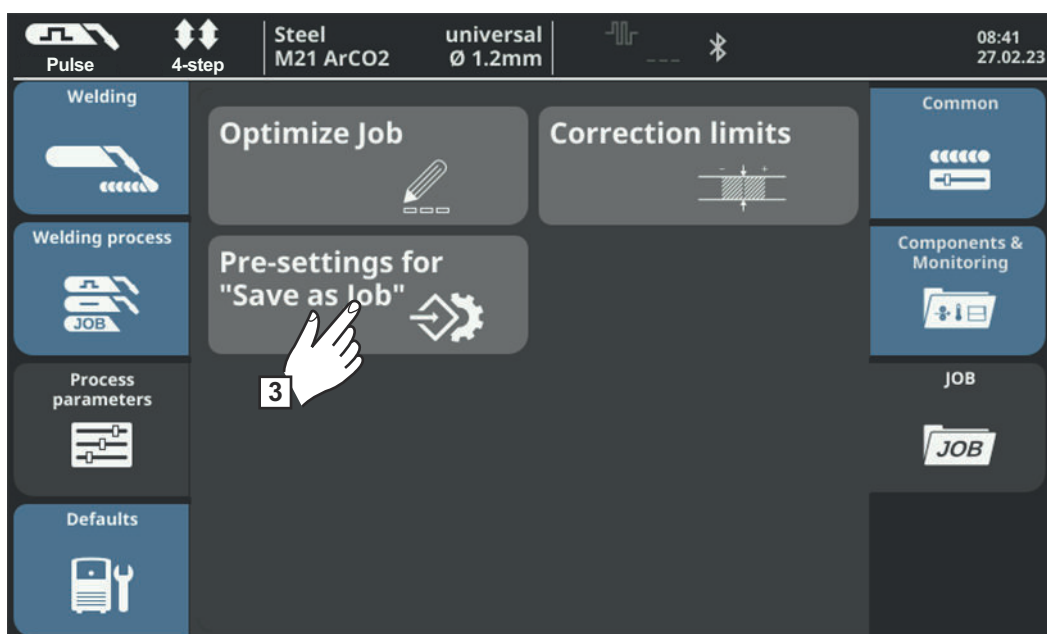 Pulse
4-step
Steel universal
M21 ArCO2 Ø 1.2mm
---
08:41
27.02.23
Welding
Welding process
JOB
Process
parameters
Defaults
Optimize Job
Correction limits
- +
Pre-settings for
"Save as Job"
3
Common
Components &
Monitoring
JOB
JOB